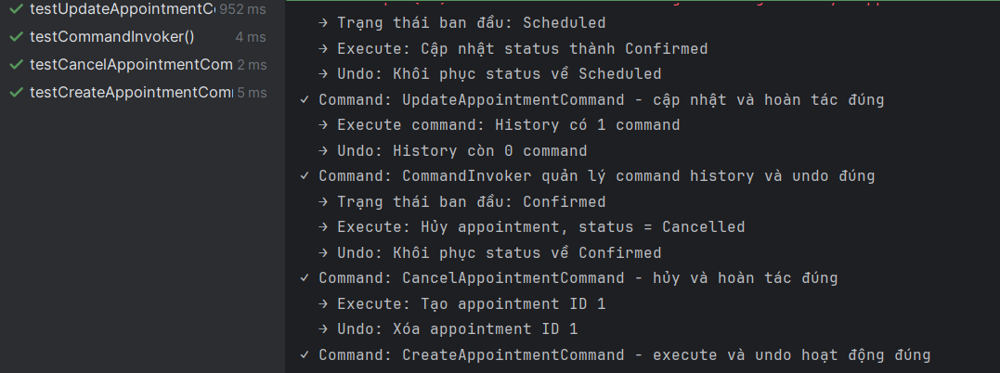 testUpdateAppointmentC 952 ms
testCommandInvoker() 4 ms
testCancelAppointmentCom 2 ms
testCreateAppointmentCom 5 ms
→ Trạng thái ban đầu: Scheduled
→ Execute: Cập nhật status thành Confirmed
→ Undo: Khôi phục status về Scheduled
✓ Command: UpdateAppointmentCommand - cập nhật và hoàn tác đúng
→ Execute command: History có 1 command
→ Undo: History còn 0 command
✓ Command: CommandInvoker quản lý command history và undo đúng
→ Trạng thái ban đầu: Confirmed
→ Execute: Hủy appointment, status = Cancelled
→ Undo: Khôi phục status về Confirmed
✓ Command: CancelAppointmentCommand - hủy và hoàn tác đúng
→ Execute: Tạo appointment ID 1
→ Undo: Xóa appointment ID 1
✓ Command: CreateAppointmentCommand - execute và undo hoạt động đúng